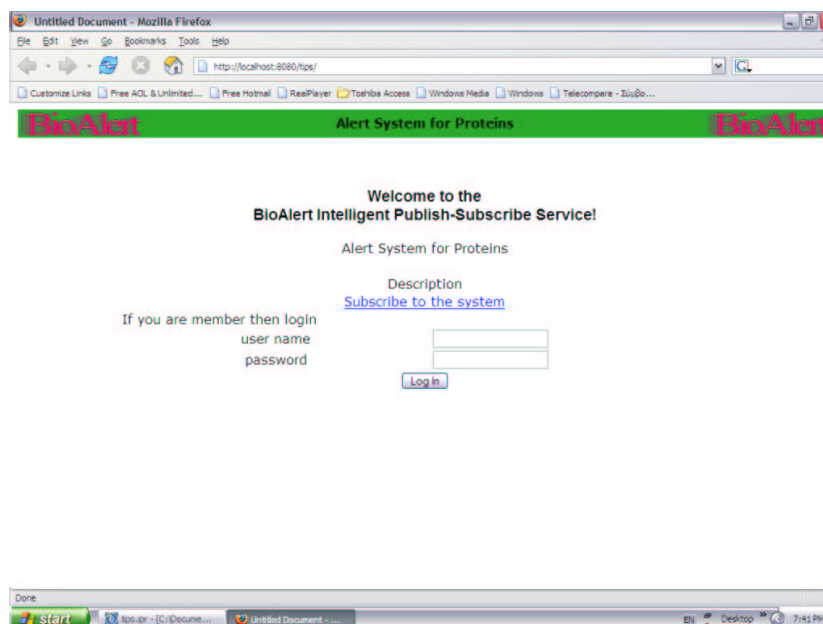 Untitled Document - Mozilla Firefox
File Edit View Go Bookmarks Tools Help
http://localhost:8080/tips/
Customize Links Free AOL & Unlimited... Free Hotmail RealPlayer Toshiba Access Windows Media Windows Telecompare - Σύμβο...
BioAlert Alert System for Proteins BioAlert
Welcome to the
BioAlert Intelligent Publish-Subscribe Service!
Alert System for Proteins
Description
Subscribe to the system
If you are member then login
user name
password
Log in
Done
start tips.ipr - [C:\Docume... Untitled Document - ... EN Desktop » 7:41 PM